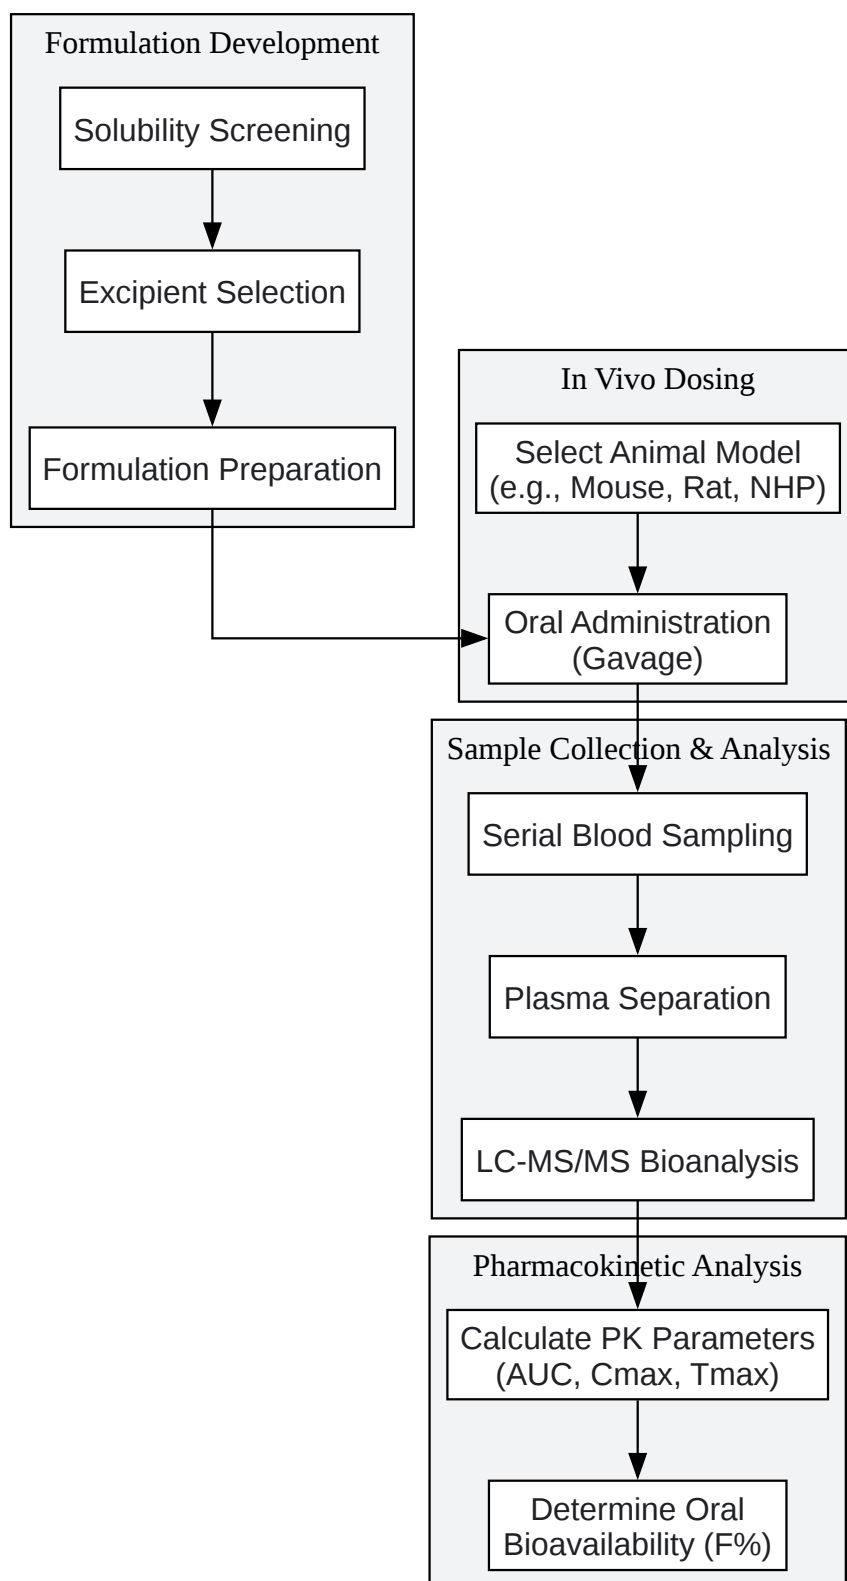 Formulation Development
Solubility Screening
Excipient Selection
Formulation Preparation
In Vivo Dosing
Select Animal Model
(e.g., Mouse, Rat, NHP)
Oral Administration
(Gavage)
Sample Collection & Analysis
Serial Blood Sampling
Plasma Separation
LC-MS/MS Bioanalysis
Pharmacokinetic Analysis
Calculate PK Parameters
(AUC, Cmax, Tmax)
Determine Oral
Bioavailability (F%)